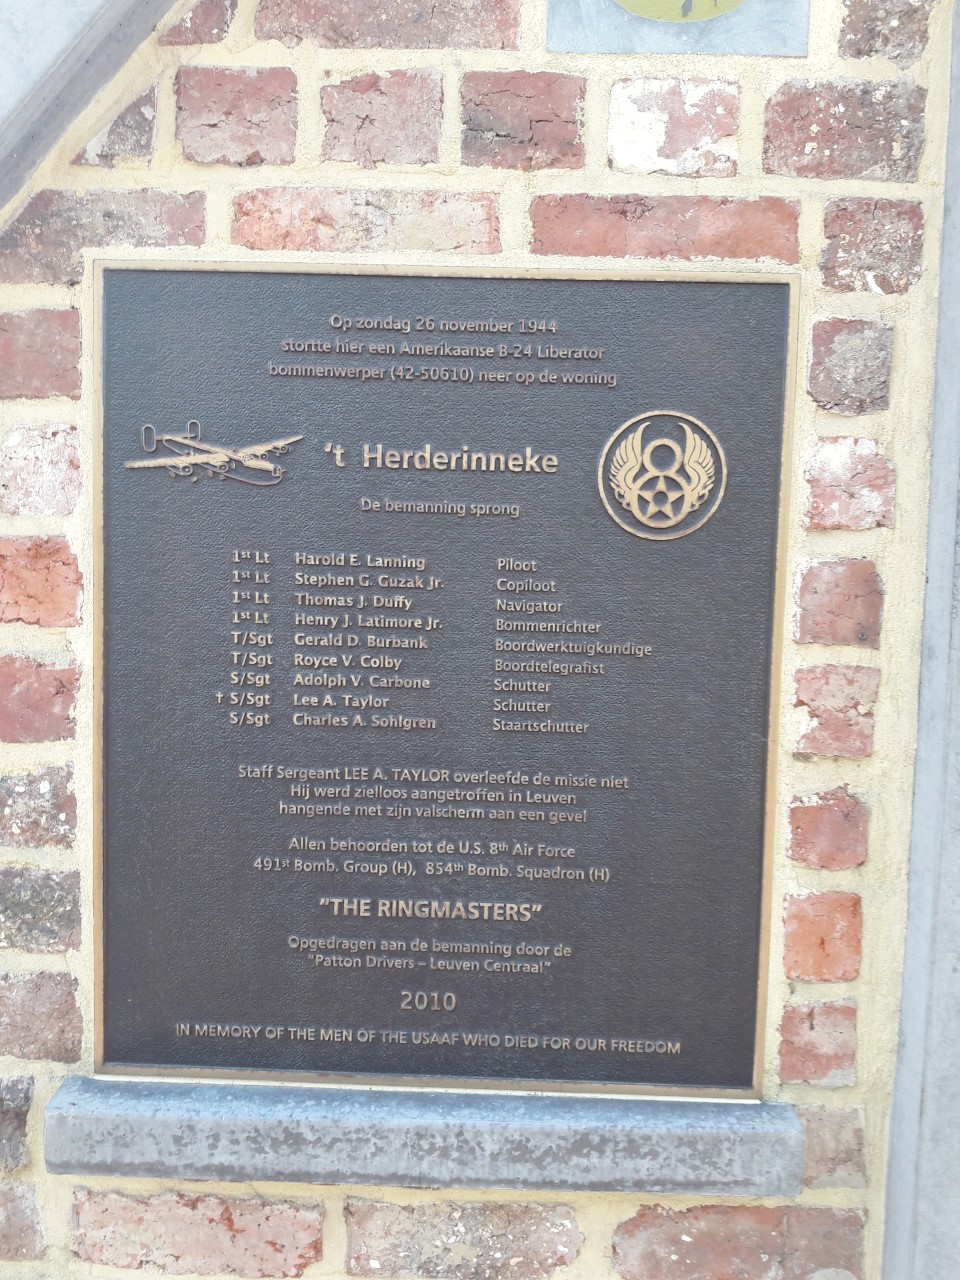 Op zondag 26 november 1944
stortte hier een Amerikaanse B-24 Liberator
bommenwerper (42-50610) neer op de woning
't Herderinneke
8
De bemanning sprong
1st Lt Harold E. Lanning Piloot
1st Lt Stephen G. Guzak Jr. Copiloot
1st Lt Thomas J. Duffy Navigator
1st Lt Henry J. Latimore Jr. Bommenrichter
T/Sgt Gerald D. Burbank Boordwerktuigkundige
T/Sgt Royce V. Colby Boordtelegrafist
S/Sgt Adolph V. Carbone Schutter
† S/Sgt Lee A. Taylor Schutter
S/Sgt Charles A. Sohlgren Staartschutter
Staff Sergeant LEE A. TAYLOR overleefde de missie niet
Hij werd zielloos aangetroffen in Leuven
hangende met zijn valscherm aan een gevel
Allen behoorden tot de U.S. 8th Air Force
491st Bomb. Group (H), 854th Bomb. Squadron (H)
"THE RINGMASTERS"
Opgedragen aan de bemanning door de
"Patton Drivers – Leuven Centraal"
2010
IN MEMORY OF THE MEN OF THE USAAF WHO DIED FOR OUR FREEDOM